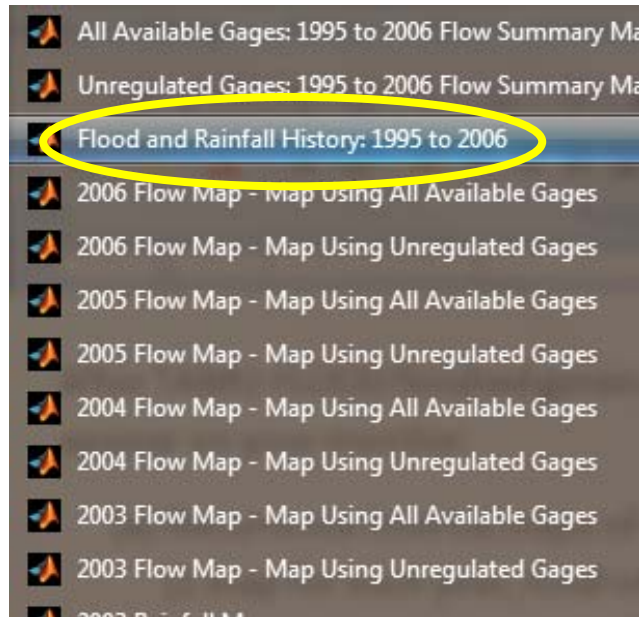 All Available Gages: 1995 to 2006 Flow Summary Ma
Unregulated Gages: 1995 to 2006 Flow Summary Ma
Flood and Rainfall History: 1995 to 2006
2006 Flow Map - Map Using All Available Gages
2006 Flow Map - Map Using Unregulated Gages
2005 Flow Map - Map Using All Available Gages
2005 Flow Map - Map Using Unregulated Gages
2004 Flow Map - Map Using All Available Gages
2004 Flow Map - Map Using Unregulated Gages
2003 Flow Map - Map Using All Available Gages
2003 Flow Map - Map Using Unregulated Gages